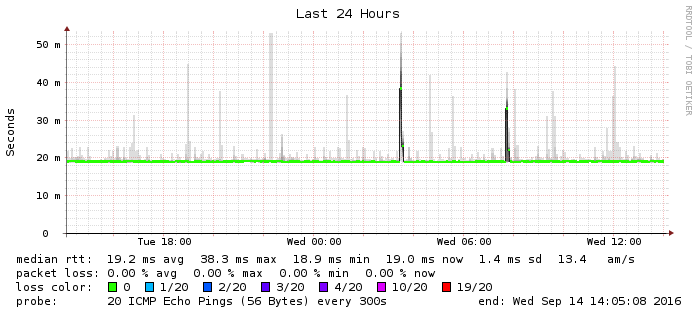 Last 24 Hours
RRDTOOL / TOBI OETIKER
Seconds
50 m
40 m
30 m
20 m
10 m
0
Tue 18:00 Wed 00:00 Wed 06:00 Wed 12:00
median rtt: 19.2 ms avg 38.3 ms max 18.9 ms min 19.0 ms now 1.4 ms sd 13.4 am/s
packet loss: 0.00 % avg 0.00 % max 0.00 % min 0.00 % now
loss color: 0 1/20 2/20 3/20 4/20 10/20 19/20
probe: 20 ICMP Echo Pings (56 Bytes) every 300s end: Wed Sep 14 14:05:08 2016